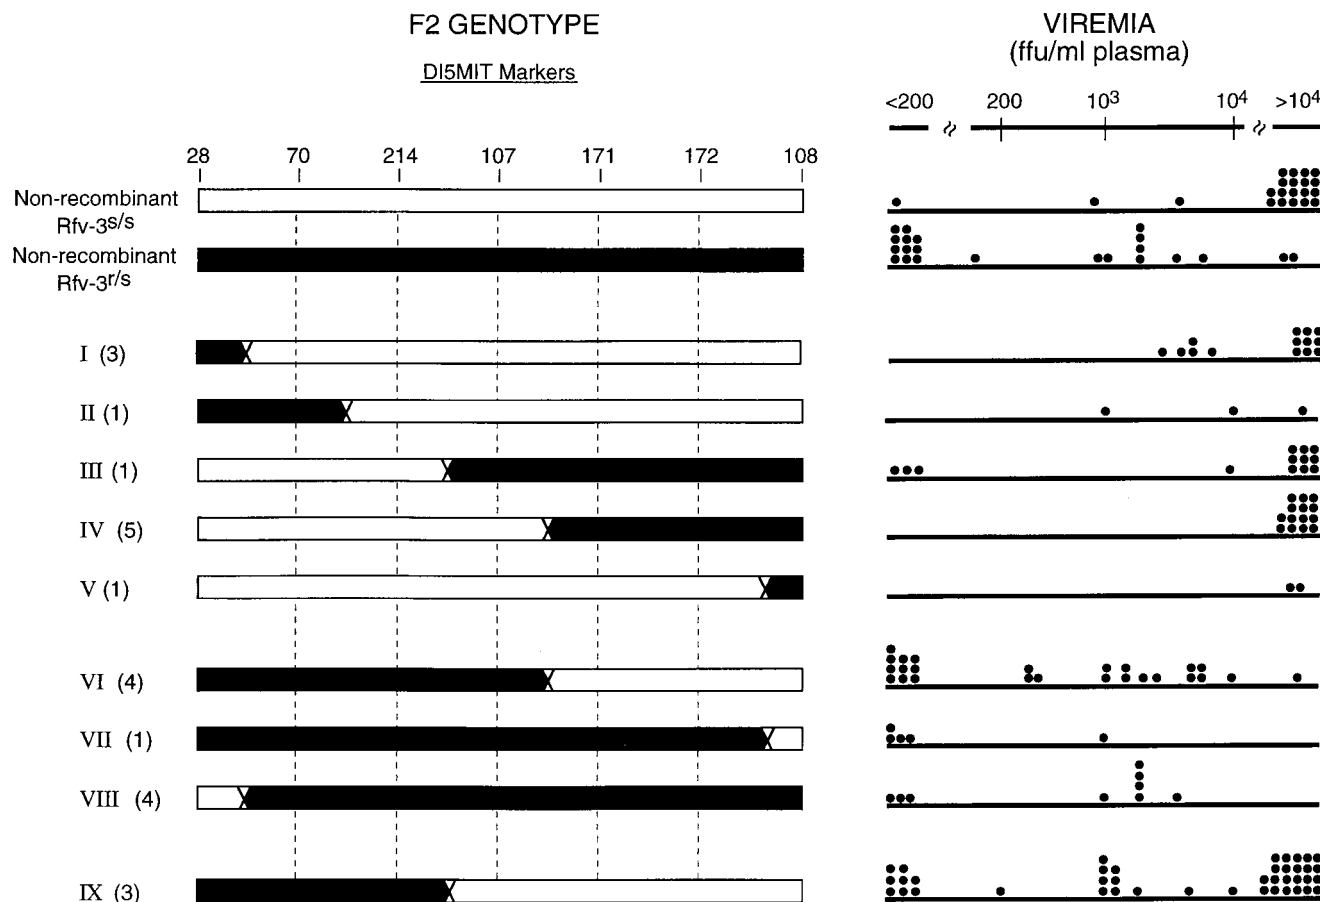 F2 GENOTYPE
DI5MIT Markers
VIREMIA
(ffu/ml plasma)
<200 200 10³ 10⁴ >10⁴
28 70 214 107 171 172 108
Non-recombinant
Rfv-3s/s
Non-recombinant
Rfv-3r/s
I (3)
II (1)
III (1)
IV (5)
V (1)
VI (4)
VII (1)
VIII (4)
IX (3)